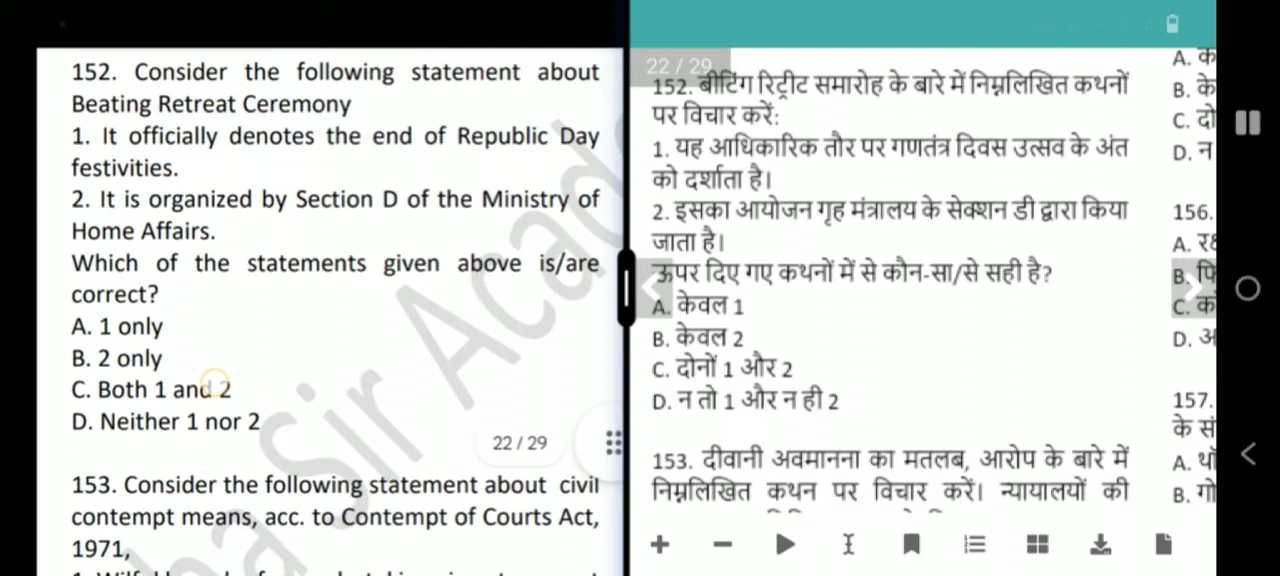 152. Consider the following statement about
Beating Retreat Ceremony
1. It officially denotes the end of Republic Day
festivities.
2. It is organized by Section D of the Ministry of
Home Affairs.
Which of the statements given above is/are
correct?
A. 1 only
B. 2 only
C. Both 1 and 2
D. Neither 1 nor 2
22 / 29
153. Consider the following statement about civil
contempt means, acc. to Contempt of Courts Act,
1971,
Sir
22 / 29
152. बीटिंग रिट्रीट समारोह के बारे में निम्नलिखित कथनों
पर विचार करें:
1. यह आधिकारिक तौर पर गणतंत्र दिवस उत्सव के अंत
को दर्शाता है।
2. इसका आयोजन गृह मंत्रालय के सेक्शन डी द्वारा किया
जाता है।
ऊपर दिए गए कथनों में से कौन-सा/से सही है?
A. केवल 1
B. केवल 2
C. दोनों 1 और 2
D. न तो 1 और न ही 2
153. दीवानी अवमानना का मतलब, आरोप के बारे में
निम्नलिखित कथन पर विचार करें। न्यायालयों की
A.
B.
C.
D.
156.
A.
B.
C.
D.
157.
के
A.
B.